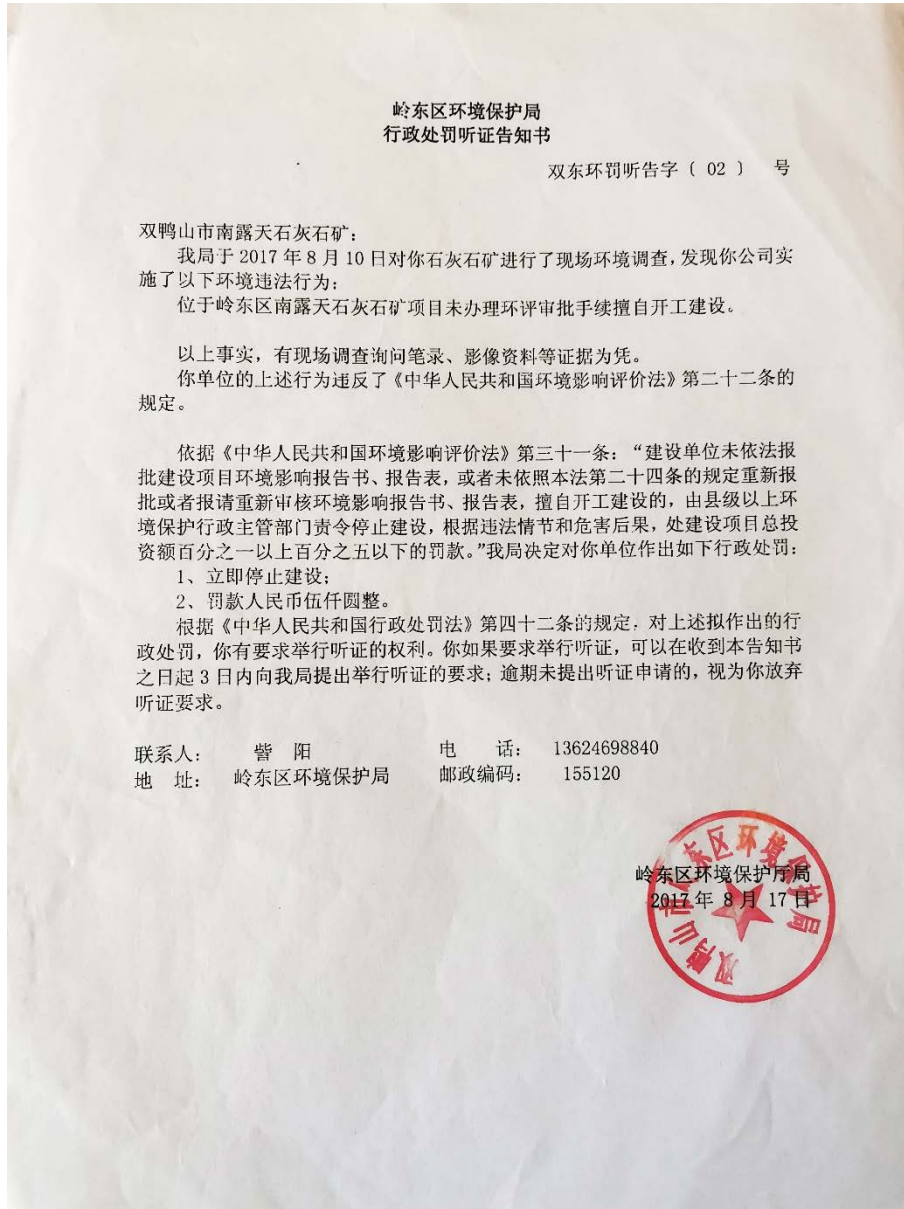 岭东区环境保护局
行政处罚听证告知书
双东环罚听告字〔 02 〕 号
双鸭山市南露天石灰石矿：
我局于 2017 年 8 月 10 日对你石灰石矿进行了现场环境调查，发现你公司实
施了以下环境违法行为：
位于岭东区南露天石灰石矿项目未办理环评审批手续擅自开工建设。
以上事实，有现场调查询问笔录、影像资料等证据为凭。
你单位的上述行为违反了《中华人民共和国环境影响评价法》第二十二条的
规定。
依据《中华人民共和国环境影响评价法》第三十一条：“建设单位未依法报
批建设项目环境影响报告书、报告表，或者未依照本法第二十四条的规定重新报
批或者报请重新审核环境影响报告书、报告表，擅自开工建设的，由县级以上环
境保护行政主管部门责令停止建设，根据违法情节和危害后果，处建设项目总投
资额百分之一以上百分之五以下的罚款。”我局决定对你单位作出如下行政处罚：
1、立即停止建设；
2、罚款人民币伍仟圆整。
根据《中华人民共和国行政处罚法》第四十二条的规定，对上述拟作出的行
政处罚，你有要求举行听证的权利。你如果要求举行听证，可以在收到本告知书
之日起 3 日内向我局提出举行听证的要求；逾期未提出听证申请的，视为你放弃
听证要求。
联系人： 訾 阳 电 话： 13624698840
地 址： 岭东区环境保护局 邮政编码： 155120
岭东区环境保护厅局
2017 年 8 月 17 日
双鸭山市岭东区环境保护局